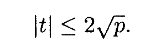 |t| ≤ 2√p.